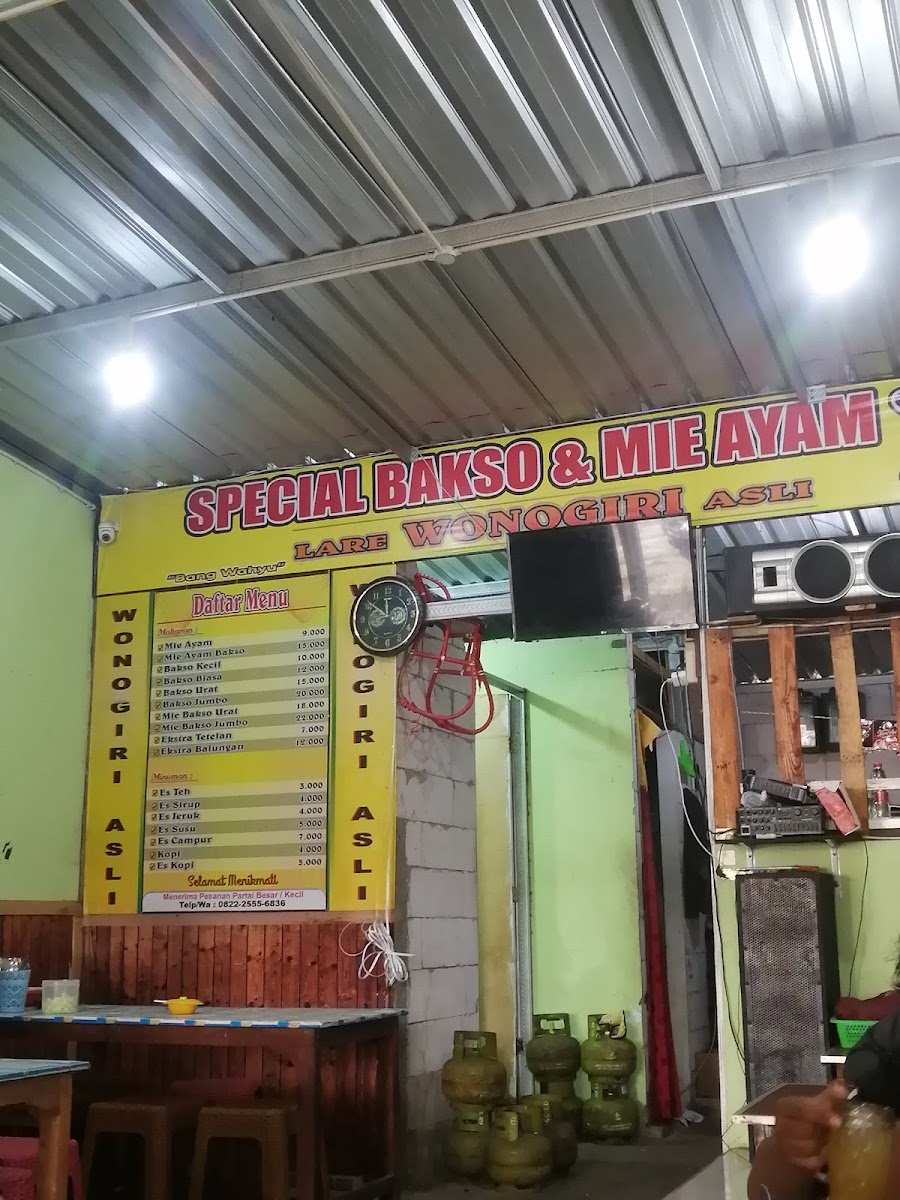 SPECIAL BAKSO & MIE AYAM
LARE WONOGIRI ASLI
"Bang Wahyu"
WONOGIRI ASLI
Daftar Menu
Makanan :
Mie Ayam 9.000
Mie Ayam Bakso 15.000
Bakso Kecil 10.000
Bakso Biasa 12.000
Bakso Urat 15.000
Bakso Jumbo 20.000
Mie Bakso Urat 18.000
Mie Bakso Jumbo 22.000
Ekstra Tetelan 7.000
Ekstra Balungan 12.000
Minuman :
Es Teh 3.000
Es Sirup 4.000
Es Jeruk 4.000
Es Susu 5.000
Es Campur 7.000
Kopi 4.000
Es Kopi 5.000
Selamat Menikmati
Menerima Pesanan Partai Besar / Kecil
Telp/Wa : 0822-2555-6836
WONOGIRI ASLI